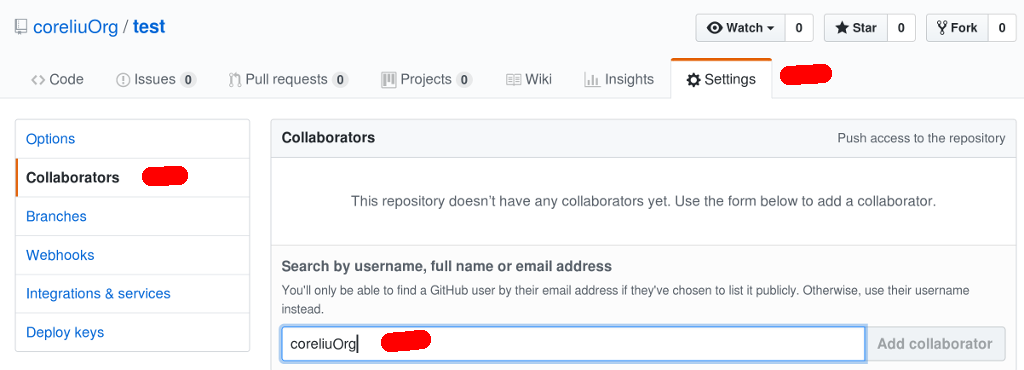 coreliuOrg / test
Watch 0 Star 0 Fork 0
Code Issues 0 Pull requests 0 Projects 0 Wiki Insights Settings
Options
Collaborators
Branches
Webhooks
Integrations & services
Deploy keys
Collaborators Push access to the repository
This repository doesn't have any collaborators yet. Use the form below to add a collaborator.
Search by username, full name or email address
You'll only be able to find a GitHub user by their email address if they've chosen to list it publicly. Otherwise, use their username
instead.
coreliuOrg Add collaborator